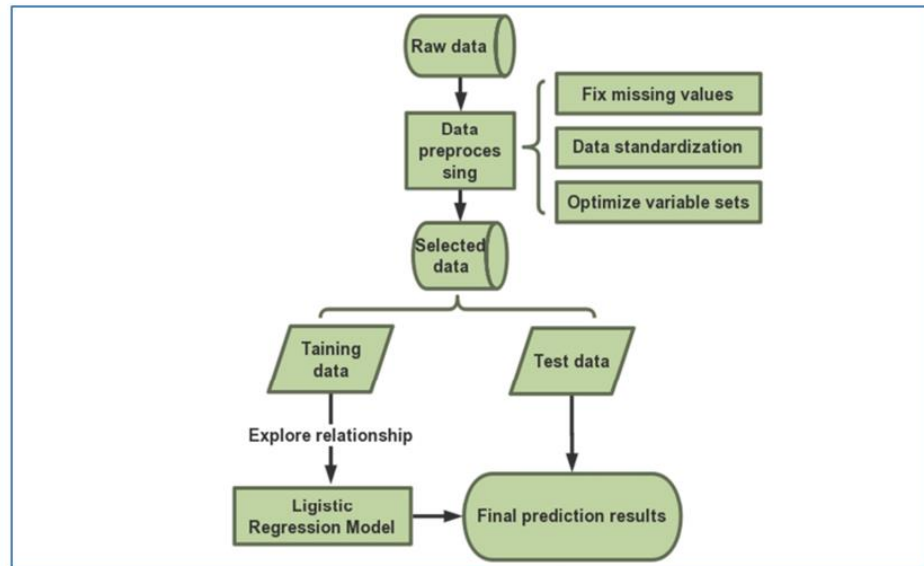 Raw data
Fix missing values
Data
preproces
sing
Data standardization
Optimize variable sets
Selected
data
Taining
data
Test data
Explore relationship
Ligistic
Regression Model
Final prediction results